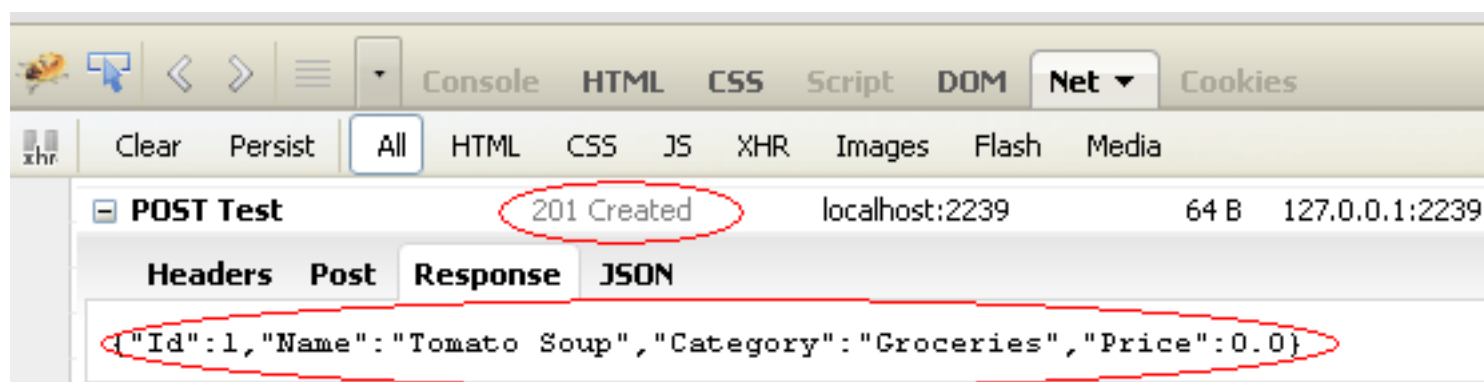 Console HTML CSS Script DOM Net Cookies
xhr Clear Persist All HTML CSS JS XHR Images Flash Media
POST Test 201 Created localhost:2239 64 B 127.0.0.1:2239
Headers Post Response JSON
{"Id":1,"Name":"Tomato Soup","Category":"Groceries","Price":0.0}